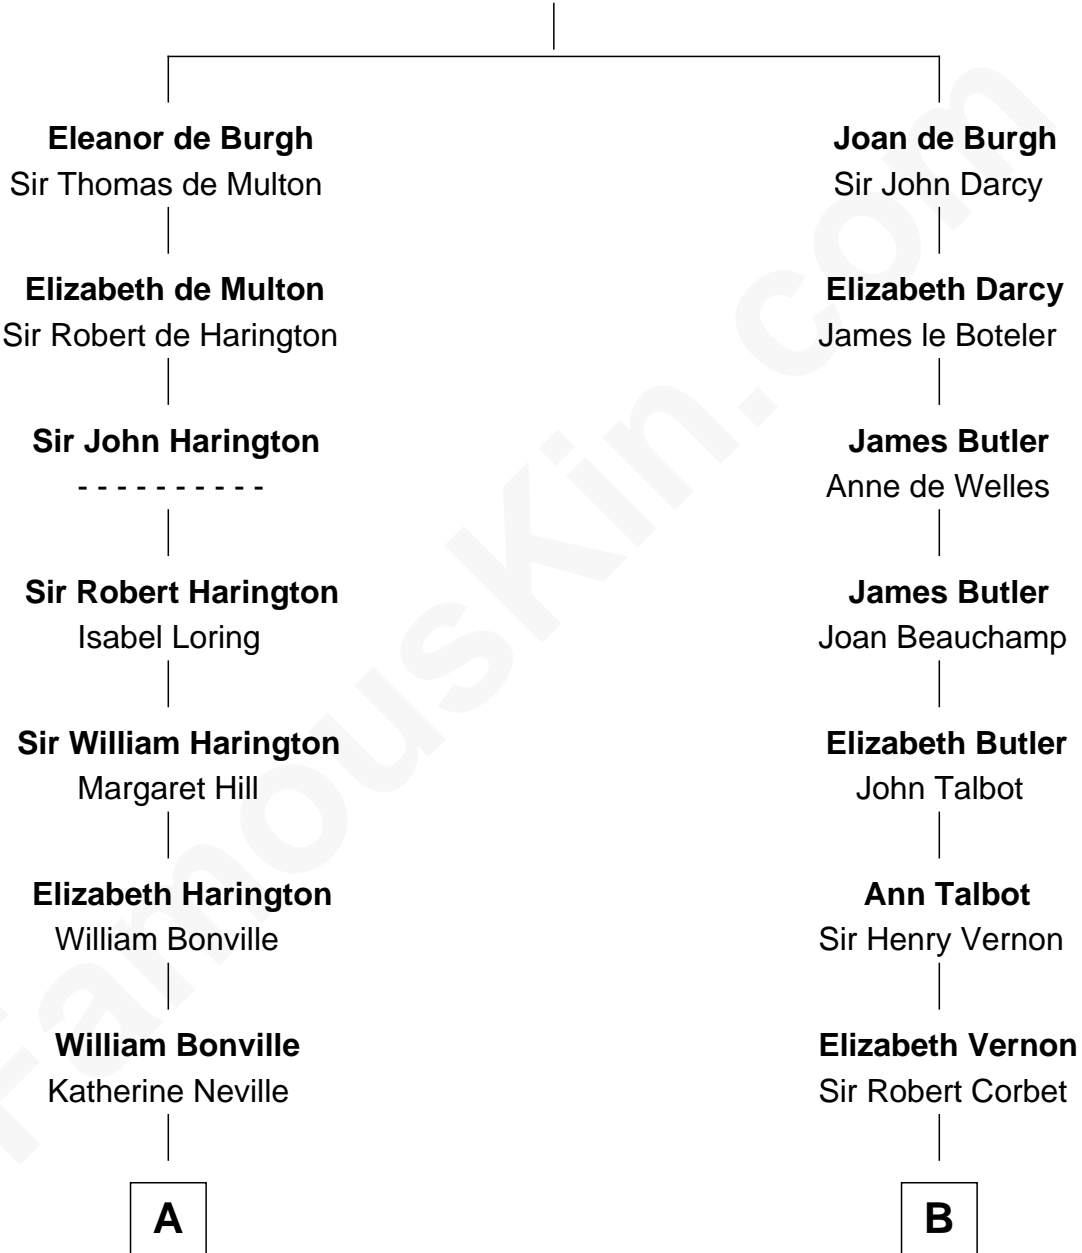 Eleanor de Burgh
Sir Thomas de Multon
Elizabeth de Multon
Sir Robert de Harington
Sir John Harington
- - - - - - - - - -
Sir Robert Harington
Isabel Loring
Sir William Harington
Margaret Hill
Elizabeth Harington
William Bonville
William Bonville
Katherine Neville
A
Joan de Burgh
Sir John Darcy
Elizabeth Darcy
James le Boteler
James Butler
Anne de Welles
James Butler
Joan Beauchamp
Elizabeth Butler
John Talbot
Ann Talbot
Sir Henry Vernon
Elizabeth Vernon
Sir Robert Corbet
B
FamousKin.com